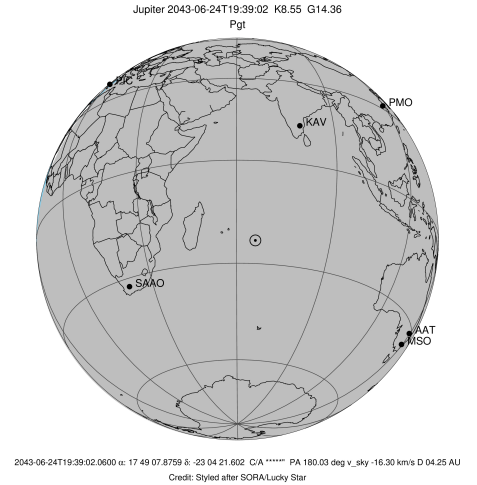 Jupiter 2043-06-24T19:39:02 K8.55 G14.36
Pgt
PMO
KAV
SAAO
AAT
MSO
2043-06-24T19:39:02.0600 α: 17 49 07.8759 δ: -23 04 21.602 C/A *****" PA 180.03 deg v_sky -16.30 km/s D 04.25 AU
Credit: Styled after SORA/Lucky Star